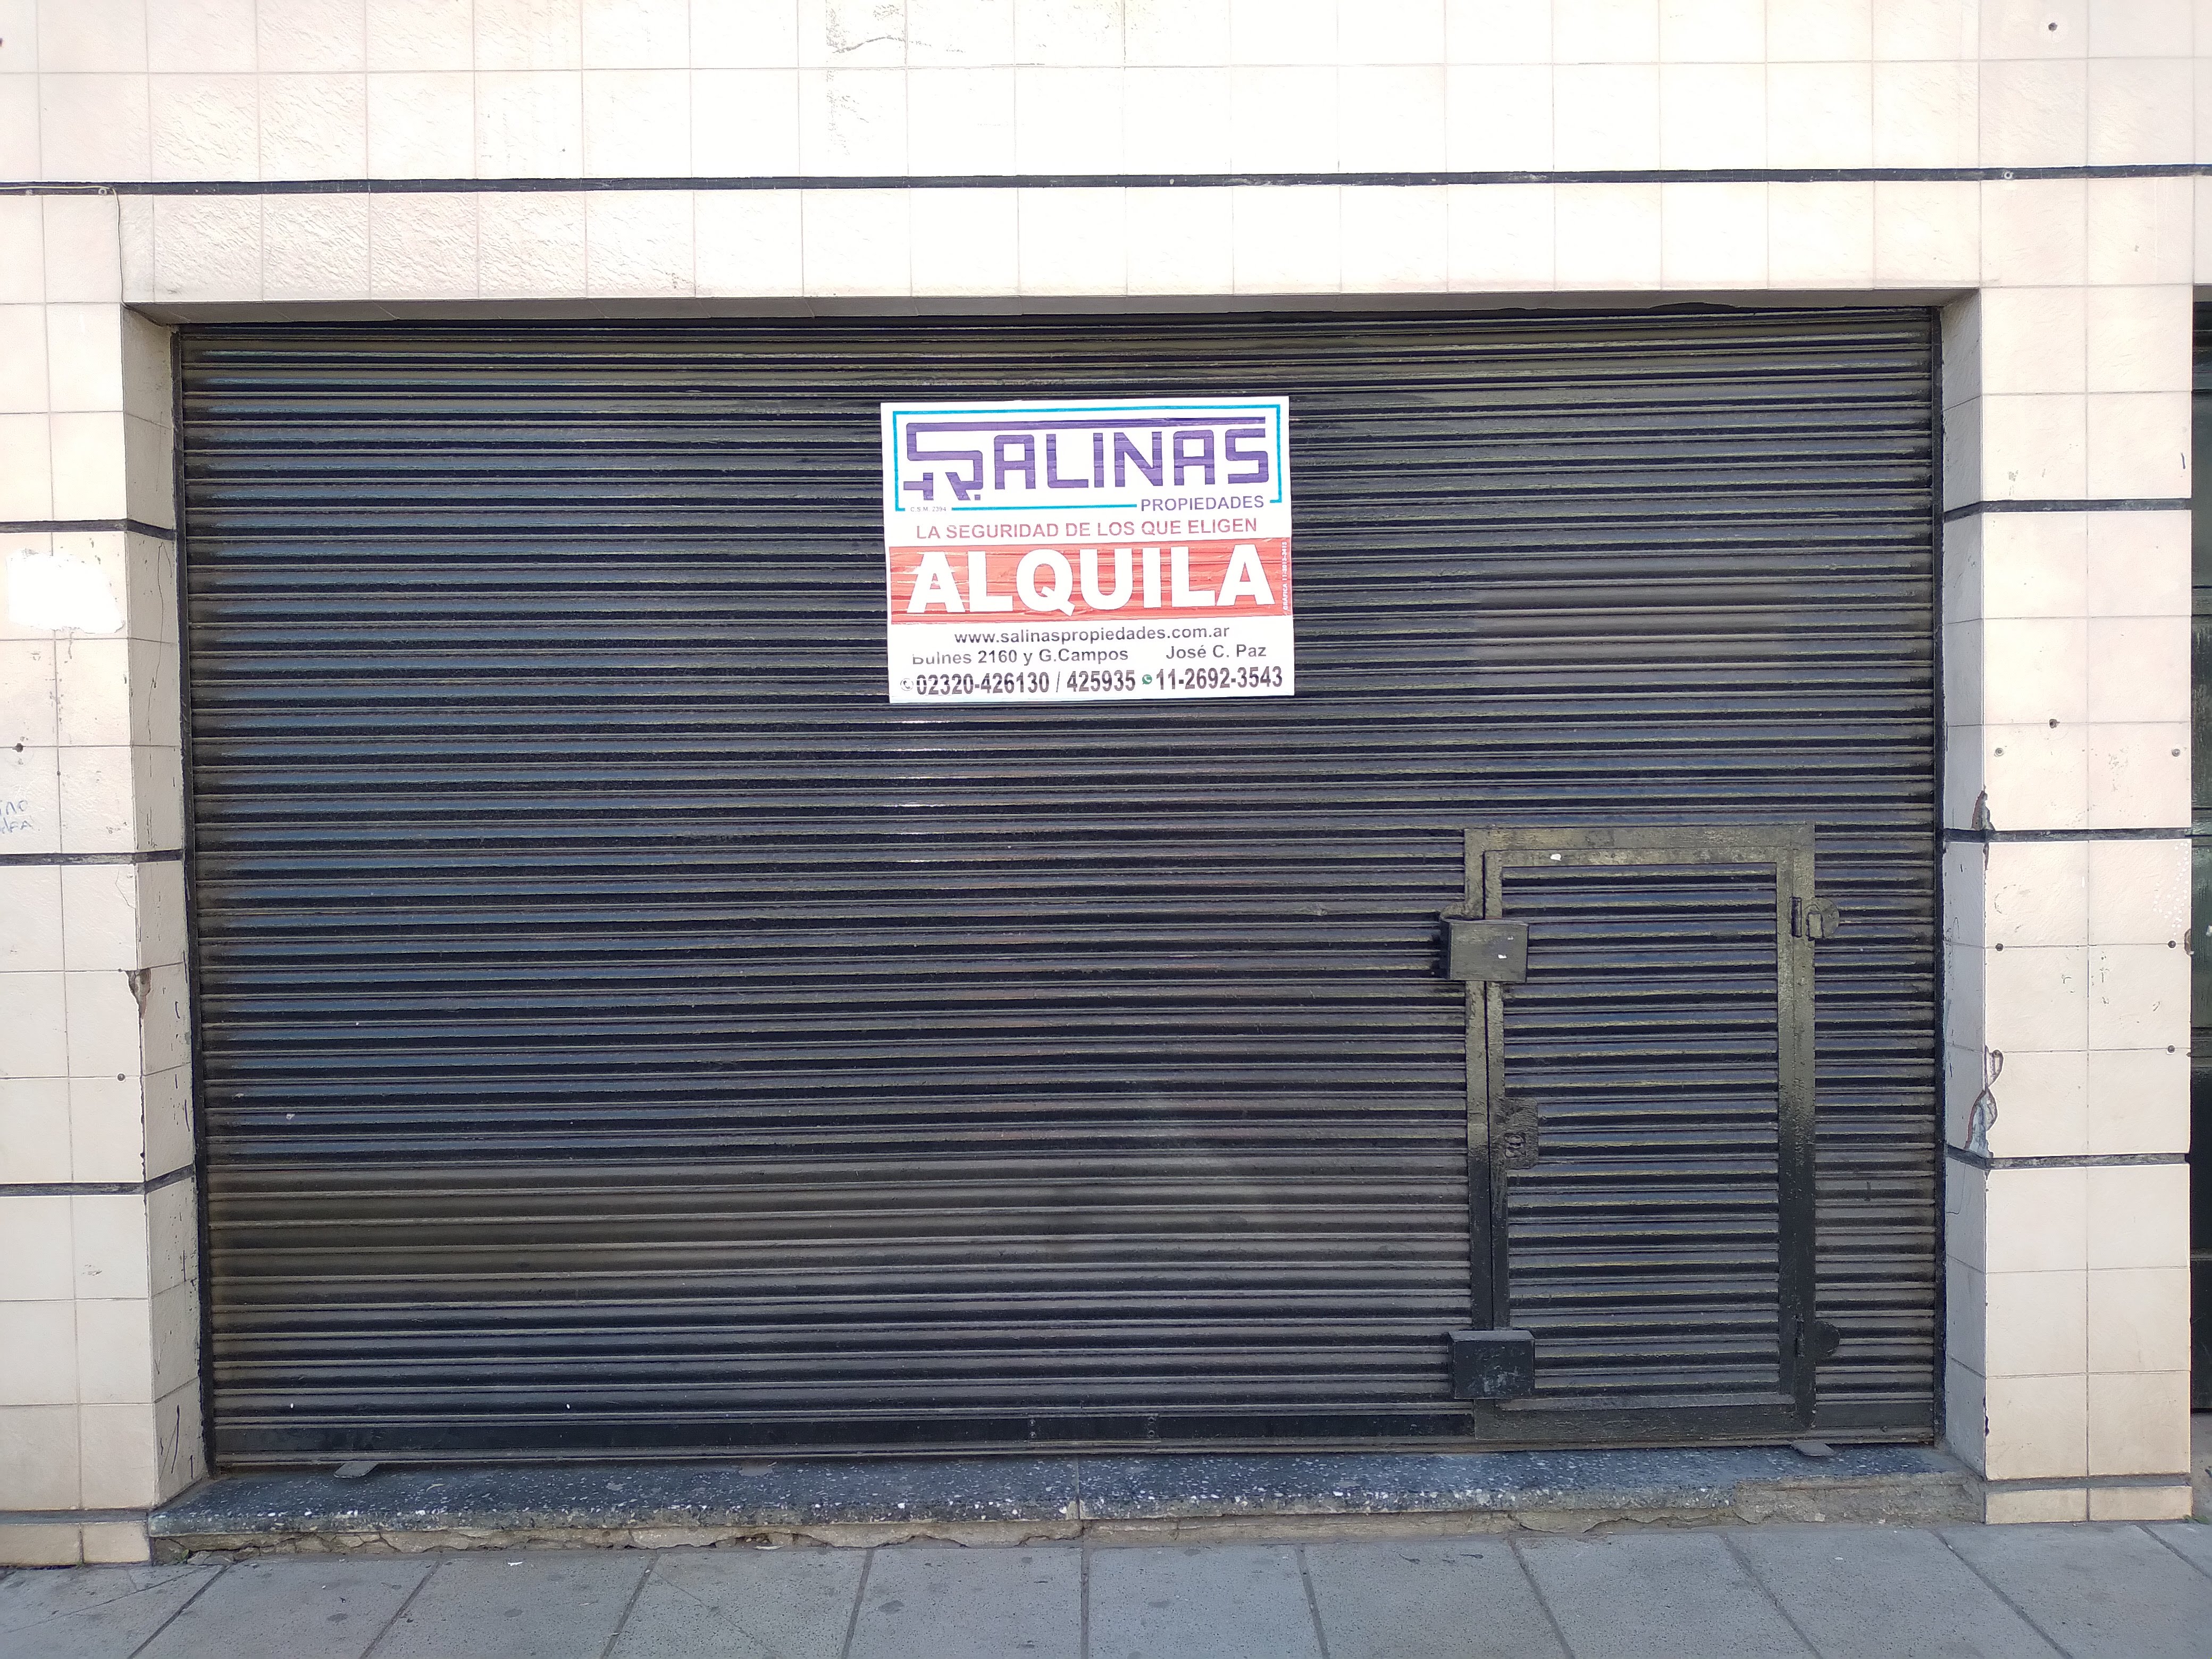 SALINAS
PROPIEDADES
C.S.M. 2394
LA SEGURIDAD DE LOS QUE ELIGEN
ALQUILA
www.salinaspropiedades.com.ar
Bulnes 2160 y G.Campos José C. Paz
02320-426130 / 425935 11-2692-3543